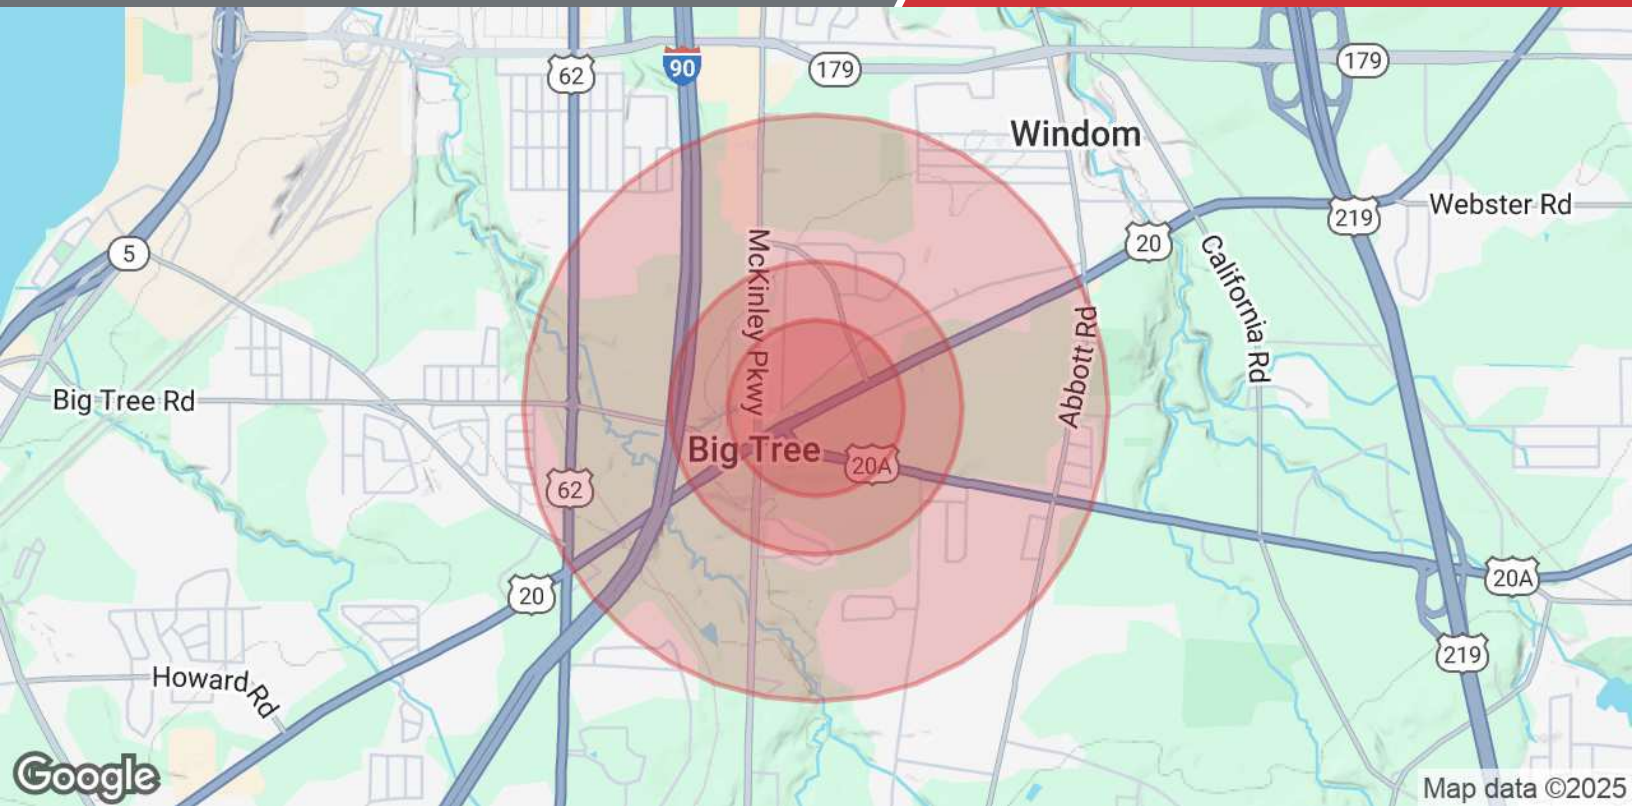 62
90
179
179
Windom
Webster Rd
219
20
5
McKinley Pkwy
California Rd
Abbott Rd
Big Tree Rd
Big Tree
20A
62
20
20A
219
Howard Rd
Google
Map data ©2025